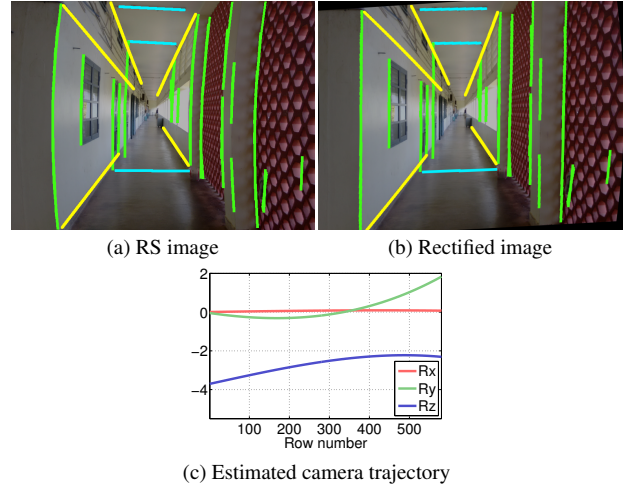 (a) RS image
(b) Rectified image
2
0
−2
−4
Rx
Ry
Rz
100 200 300 400 500
Row number
(c) Estimated camera trajectory